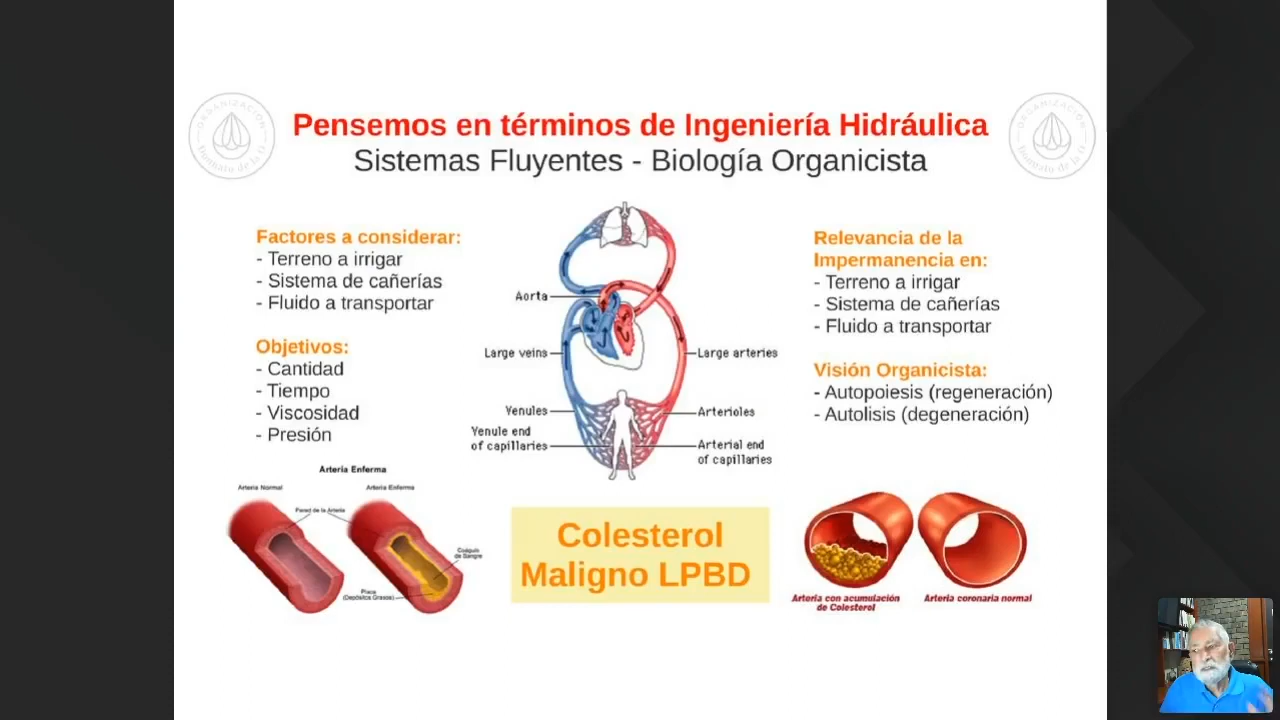 Pensemos en términos de Ingeniería Hidráulica
Sistemas Fluyentes - Biología Organicista
ORGANIZACIÓN
ORGANIZACIÓN
Factores a considerar:
- Terreno a irrigar
- Sistema de cañerías
- Fluido a transportar
Objetivos:
- Cantidad
- Tiempo
- Viscosidad
- Presión
Aorta
Large veins
Large arteries
Venules
Arterioles
Venule end
of capillaries
Arterial end
of capillaries
Relevancia de la
Impermanencia en:
- Terreno a irrigar
- Sistema de cañerías
- Fluido a transportar
Visión Organicista:
- Autopoiesis (regeneración)
- Autolisis (degeneración)
Arteria Enferma
Arteria Normal
Arteria Enferma
Pared de la Arteria
Coágulo
de Sangre
Placa
(Depósitos Grasos)
Colesterol
Maligno LPBD
Arteria con acumulación
de Colesterol
Arteria coronaria normal